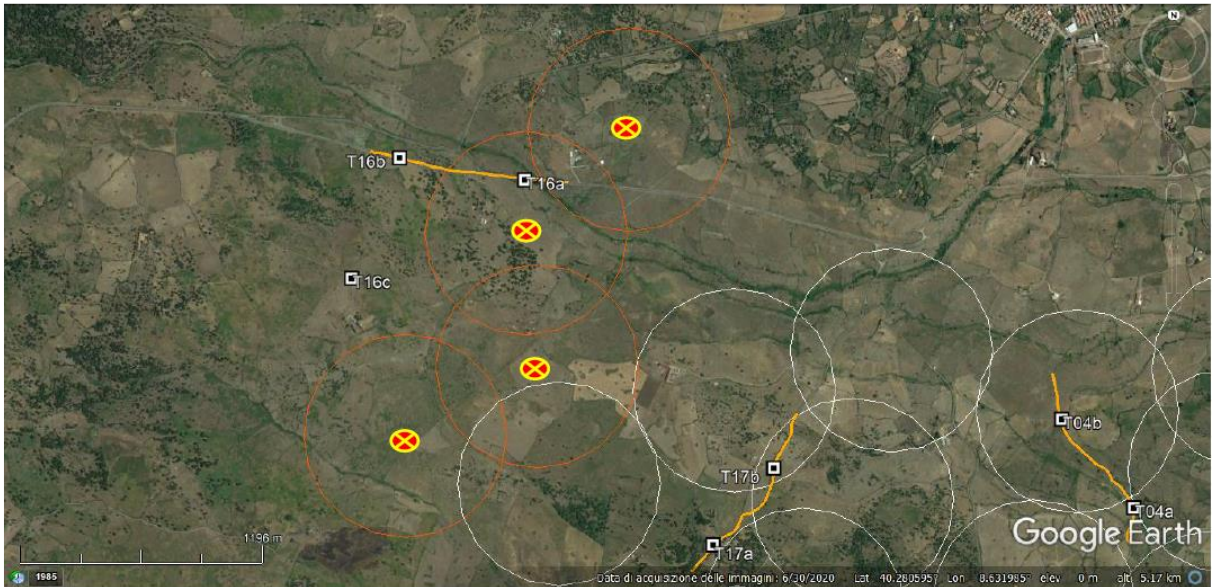 N
T16b
T16a
T16c
T04b
T17b
T04a
T17a
Google Earth
1196 m
1985
Data di acquisizione delle immagini: 6/30/2020 Lat 40.280595° Lon 8.631985° elev 0 m alt 5.17 km